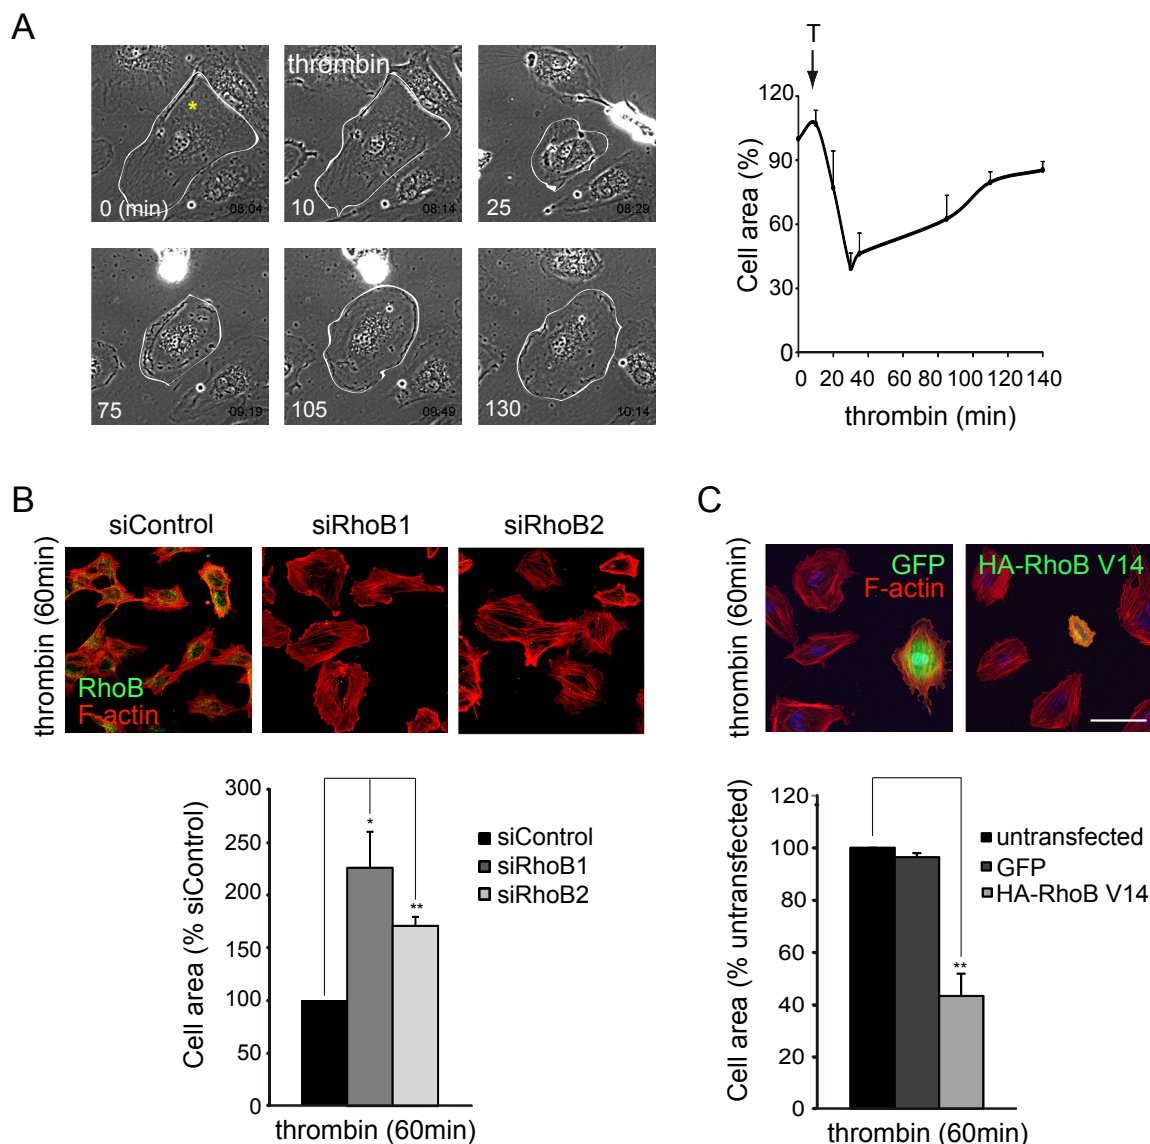 A
thrombin
*
0 (min)
08:04
10
08:14
25
08:29
75
09:19
105
09:49
130
10:14
T
120
90
60
30
0
Cell area (%)
0 20 40 60 80 100 120 140
thrombin (min)
B
siControl
siRhoB1
siRhoB2
thrombin (60min)
RhoB
F-actin
300
250
200
150
100
50
0
Cell area (% siControl)
*
**
siControl
siRhoB1
siRhoB2
thrombin (60min)
C
thrombin (60min)
GFP
F-actin
HA-RhoB V14
120
100
80
60
40
20
0
Cell area (% untransfected)
**
untransfected
GFP
HA-RhoB V14
thrombin (60min)